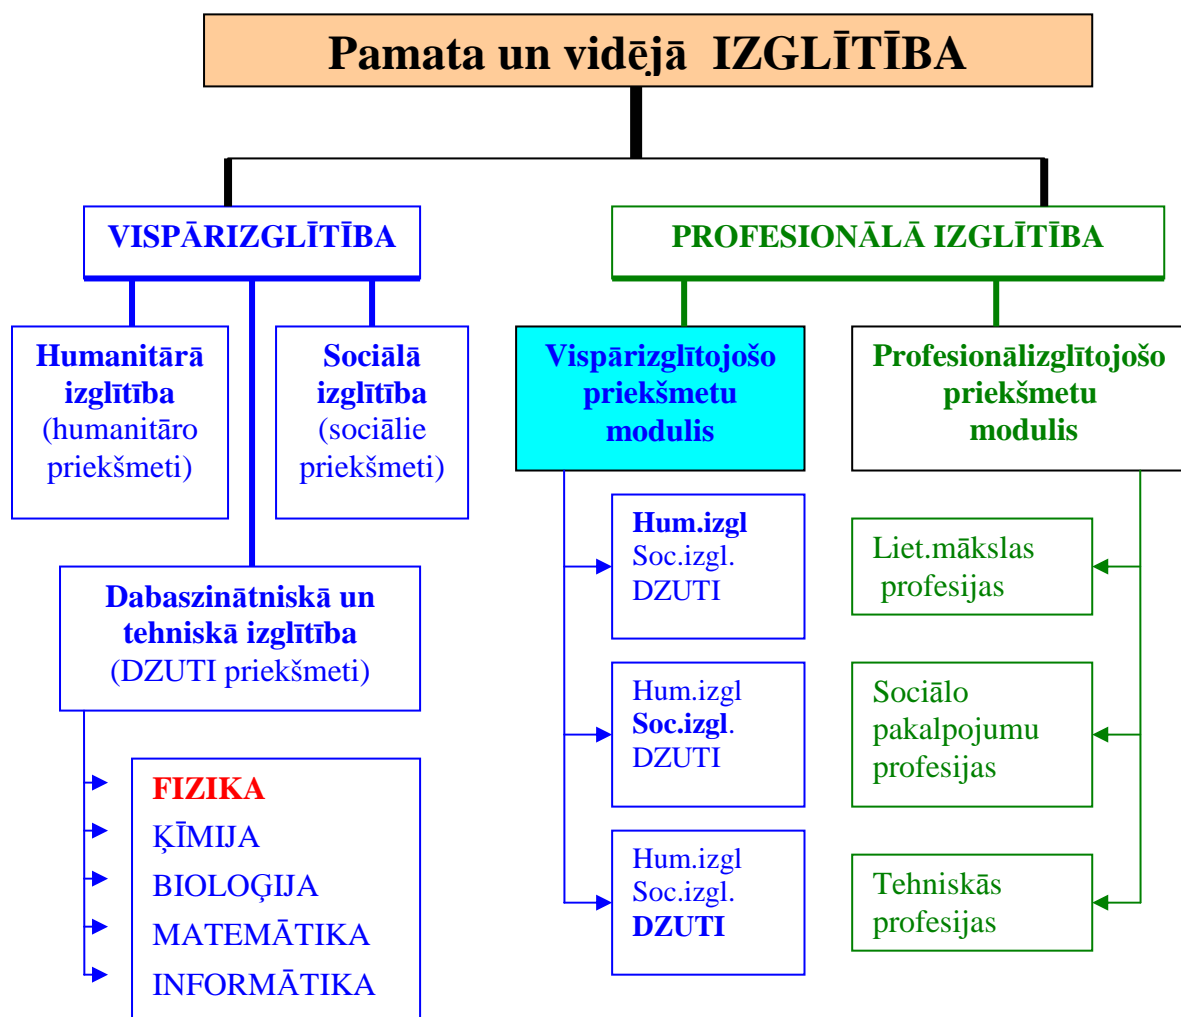 Pamata un vidējā IZGLĪTĪBA
VISPĀRIZGLĪTĪBA
PROFESIONĀLĀ IZGLĪTĪBA
Humanitārā
izglītība
(humanitāro
priekšmeti)
Sociālā
izglītība
(sociālie
priekšmeti)
Vispārizglītojošo
priekšmetu
modulis
Profesionālizglītojošo
priekšmetu
modulis
Dabaszinātniskā un
tehniskā izglītība
(DZUTI priekšmeti)
FIZIKA
ĶĪMIJA
BIOLOĢIJA
MATEMĀTIKA
INFORMĀTIKA
Hum.izgl
Soc.izgl.
DZUTI
Hum.izgl
Soc.izgl.
DZUTI
Hum.izgl
Soc.izgl.
DZUTI
Liet.mākslas
profesijas
Sociālo
pakalpojumu
profesijas
Tehniskās
profesijas